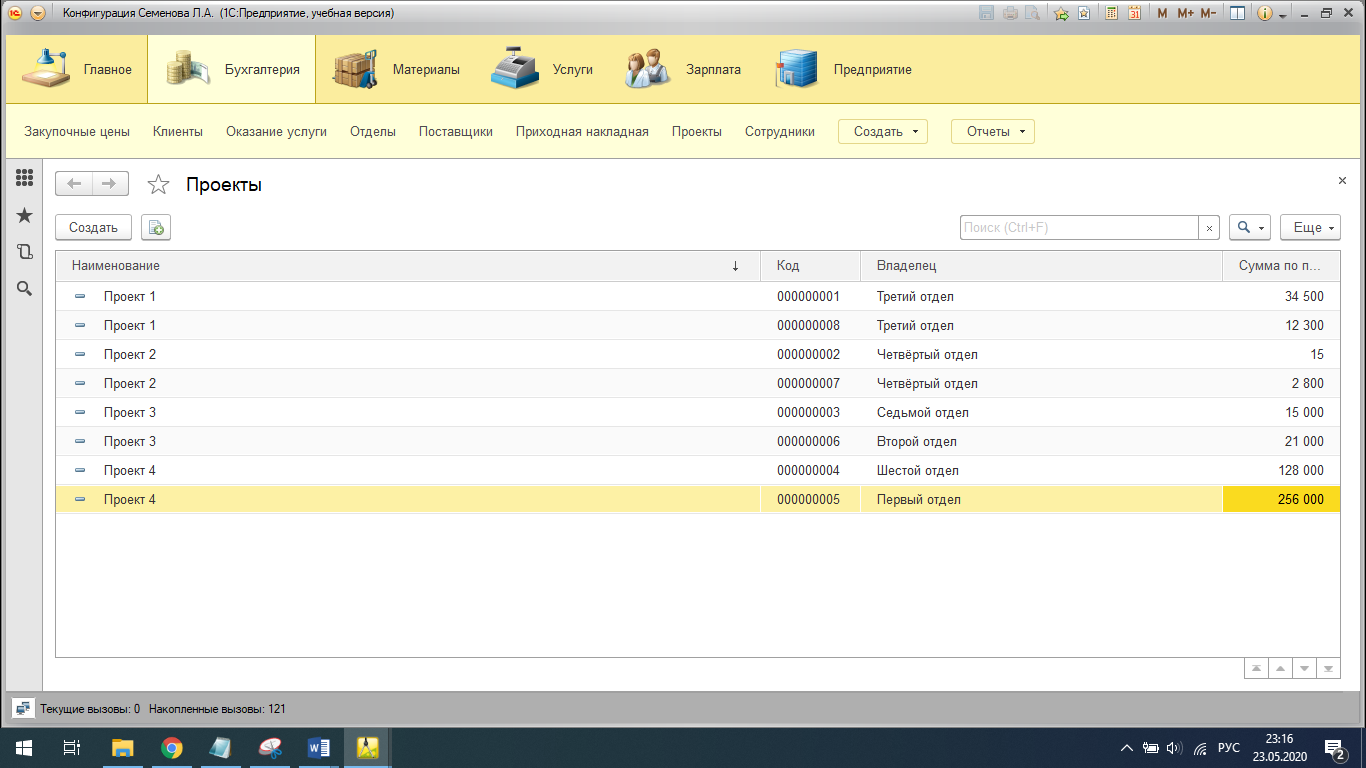 Конфигурация Семенова Л.А. (1С:Предприятие, учебная версия)
M M+ M-
31
Главное Бухгалтерия Материалы Услуги Зарплата Предприятие
Закупочные цены Клиенты Оказание услуги Отделы Поставщики Приходная накладная Проекты Сотрудники Создать Отчеты
Проекты
Создать Поиск (Ctrl+F) Еще
Наименование Код Владелец Сумма по п...
Проект 1 000000001 Третий отдел 34 500
Проект 1 000000008 Третий отдел 12 300
Проект 2 000000002 Четвёртый отдел 15
Проект 2 000000007 Четвёртый отдел 2 800
Проект 3 000000003 Седьмой отдел 15 000
Проект 3 000000006 Второй отдел 21 000
Проект 4 000000004 Шестой отдел 128 000
Проект 4 000000005 Первый отдел 256 000
Текущие вызовы: 0 Накопленные вызовы: 121
РУС
23:16
23.05.2020
2